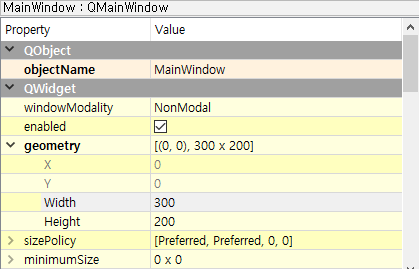 MainWindow : QMainWindow
Property Value
QObject
objectName MainWindow
QWidget
windowModality NonModal
enabled
geometry [(0, 0), 300 x 200]
X 0
Y 0
Width 300
Height 200
sizePolicy [Preferred, Preferred, 0, 0]
minimumSize 0 x 0